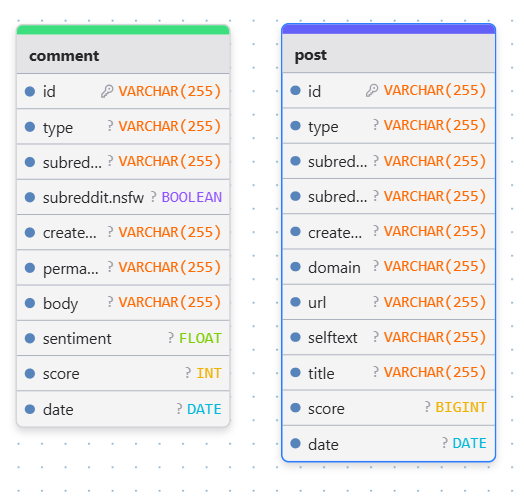 comment
id VARCHAR(255)
type ? VARCHAR(255)
subred... ? VARCHAR(255)
subreddit.nsfw ? BOOLEAN
create... ? VARCHAR(255)
perma... ? VARCHAR(255)
body ? VARCHAR(255)
sentiment ? FLOAT
score ? INT
date ? DATE
post
id VARCHAR(255)
type ? VARCHAR(255)
subred... ? VARCHAR(255)
subred... ? VARCHAR(255)
create... ? VARCHAR(255)
domain ? VARCHAR(255)
url ? VARCHAR(255)
selftext ? VARCHAR(255)
title ? VARCHAR(255)
score ? BIGINT
date ? DATE